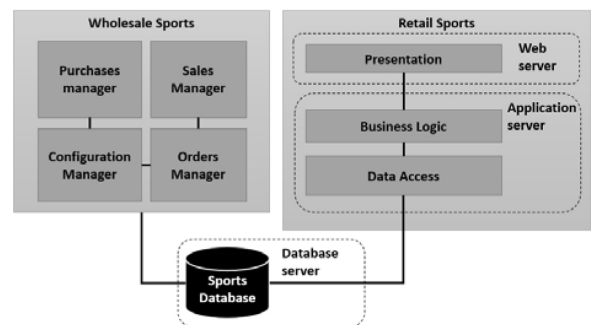 Wholesale Sports
Purchases
manager
Sales
Manager
Configuration
Manager
Orders
Manager
Retail Sports
Web
server
Presentation
Application
server
Business Logic
Data Access
Database
server
Sports
Database